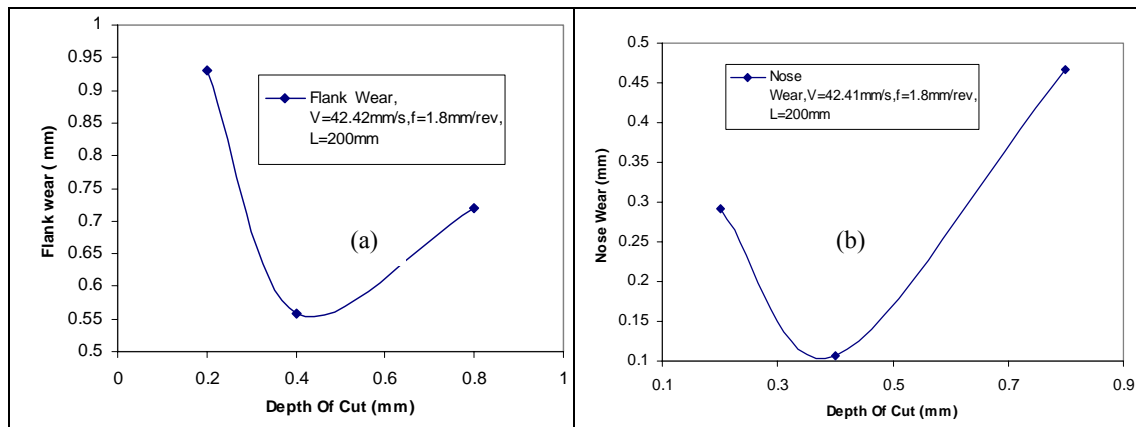 1
0.95
0.9
0.85
0.8
0.75
0.7
0.65
0.6
0.55
0.5
Flank wear ( mm)
Flank Wear,
V=42.42mm/s,f=1.8mm/rev,
L=200mm
(a)
0 0.2 0.4 0.6 0.8 1
Depth Of Cut (mm)
0.5
0.45
0.4
0.35
0.3
0.25
0.2
0.15
0.1
Nose Wear (mm)
Nose
Wear,V=42.41mm/s,f=1.8mm/rev,
L=200mm
(b)
0.1 0.3 0.5 0.7 0.9
Depth Of Cut (mm)